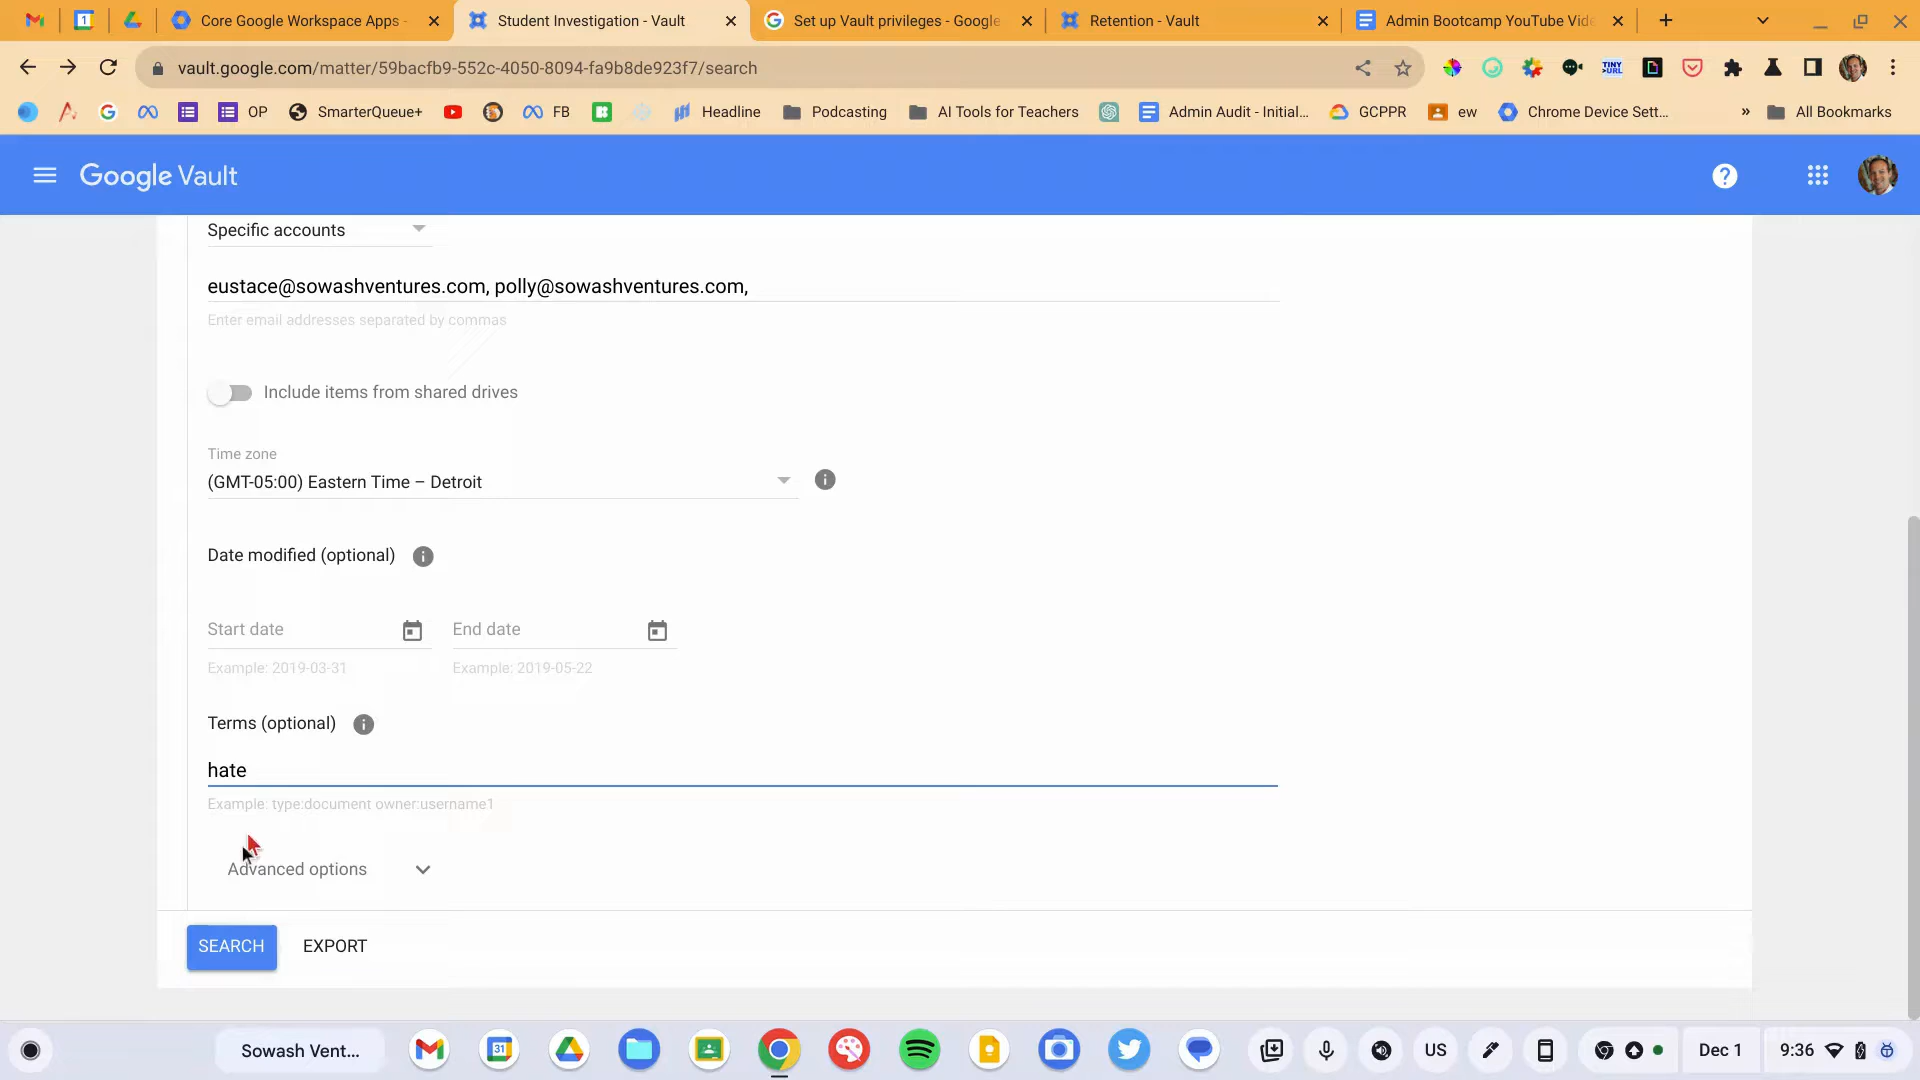 Core Google Workspace Apps -
Student Investigation - Vault
Set up Vault privileges - Google
Retention - Vault
Admin Bootcamp YouTube Vide
vault.google.com/matter/59bacfb9-552c-4050-8094-fa9b8de923f7/search
TINY
>URL
OP
SmarterQueue+
FB
Headline
Podcasting
AI Tools for Teachers
Admin Audit - Initial...
GCPPR
ew
Chrome Device Sett...
»
All Bookmarks
Google Vault
Specific accounts
eustace@sowashventures.com, polly@sowashventures.com,
Enter email addresses separated by commas
Include items from shared drives
Time zone
(GMT-05:00) Eastern Time – Detroit
Date modified (optional)
Start date
End date
Example: 2019-03-31
Example: 2019-05-22
Terms (optional)
hate
Example: type:document owner:username1
Advanced options
SEARCH
EXPORT
Sowash Vent...
31
US
Dec 1
9:36